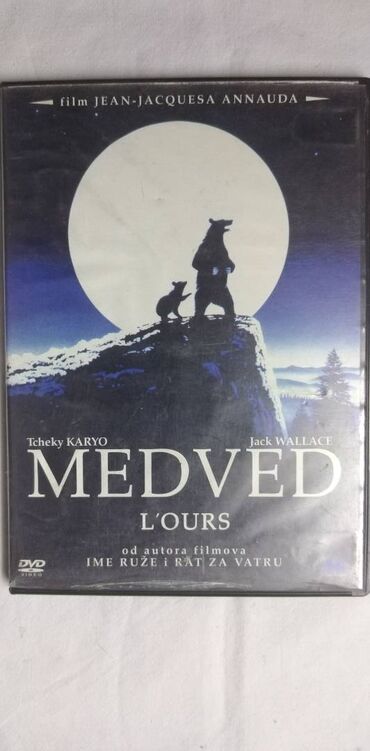 film JEAN-JACQUESA ANNAUDA
Tcheky KARYO Jack WALLACE
MEDVED
L'OURS
od autora filmova
IME RUŽE i RAT ZA VATRU
DVD
VIDEO